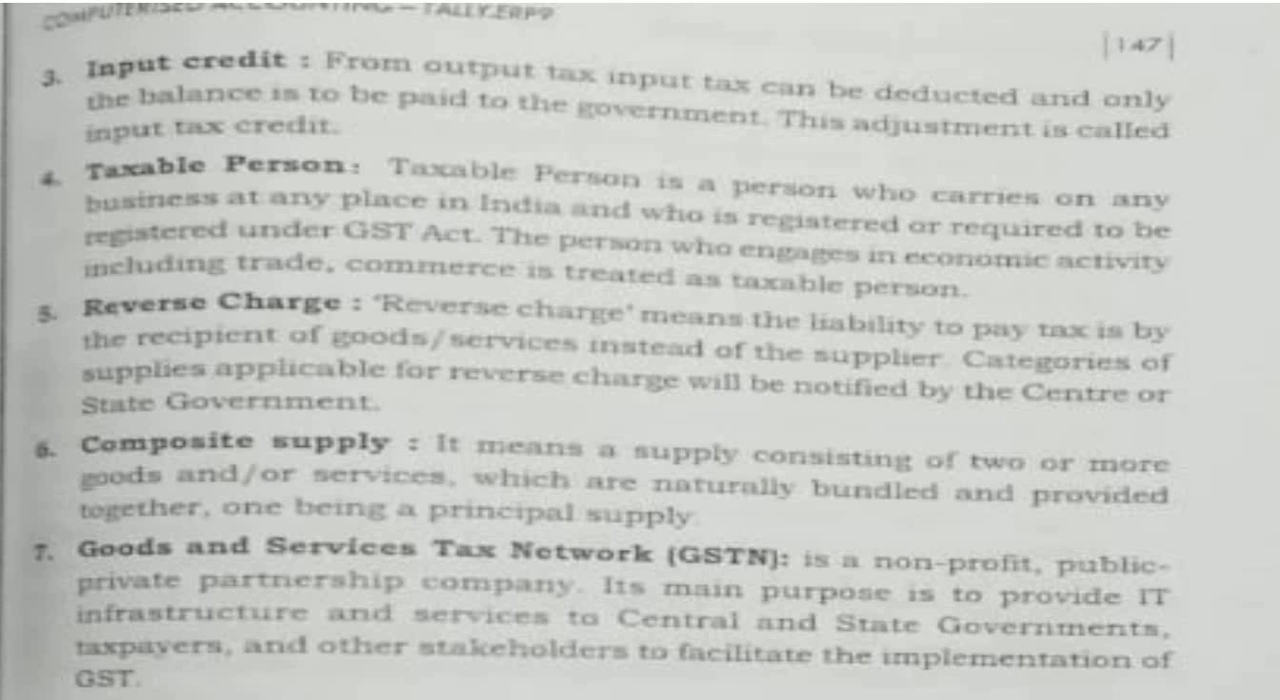 COMPUTERISED ACCOUNTING – TALLY.ERP9
|147|
3. Input credit : From output tax input tax can be deducted and only
the balance is to be paid to the government. This adjustment is called
input tax credit.
4. Taxable Person: Taxable Person is a person who carries on any
business at any place in India and who is registered or required to be
registered under GST Act. The person who engages in economic activity
including trade, commerce is treated as taxable person.
5. Reverse Charge : 'Reverse charge' means the liability to pay tax is by
the recipient of goods/services instead of the supplier. Categories of
supplies applicable for reverse charge will be notified by the Centre or
State Government.
6. Composite supply : It means a supply consisting of two or more
goods and/or services, which are naturally bundled and provided
together, one being a principal supply.
7. Goods and Services Tax Network (GSTN): is a non-profit, public-
private partnership company. Its main purpose is to provide IT
infrastructure and services to Central and State Governments,
taxpayers, and other stakeholders to facilitate the implementation of
GST.